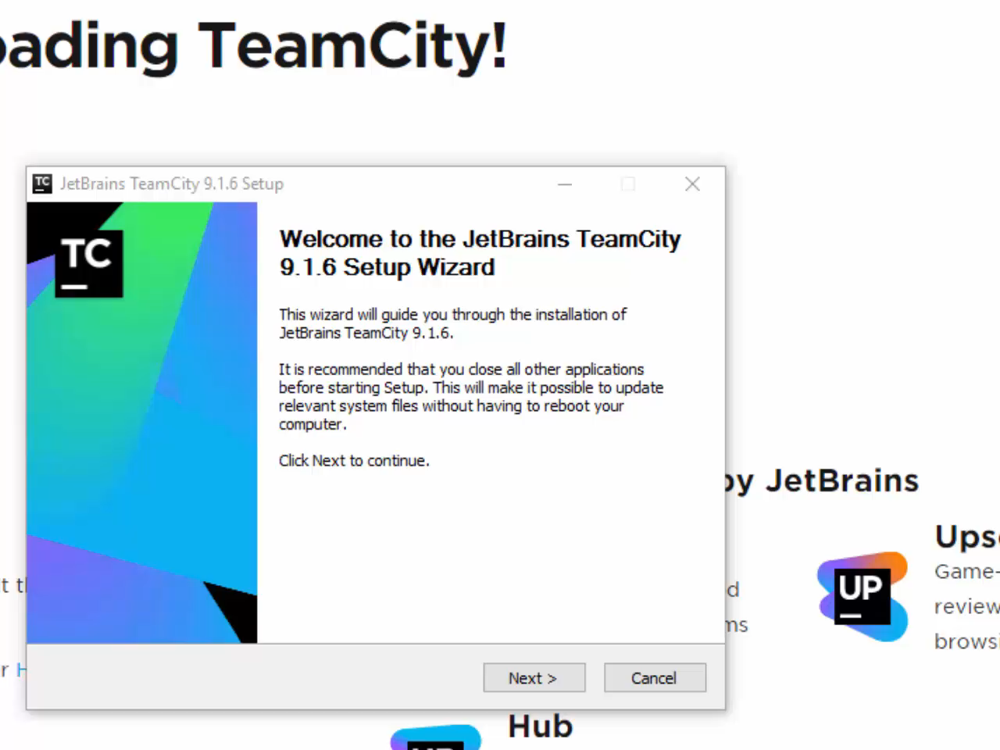 oading TeamCity!
TC
JetBrains TeamCity 9.1.6 Setup
TC
Welcome to the JetBrains TeamCity
9.1.6 Setup Wizard
This wizard will guide you through the installation of
JetBrains TeamCity 9.1.6.
It is recommended that you close all other applications
before starting Setup. This will make it possible to update
relevant system files without having to reboot your
computer.
Click Next to continue.
Next >
Cancel
by JetBrains
UP
Ups
Game-
review
browsi
d
ms
t t
r H
Hub